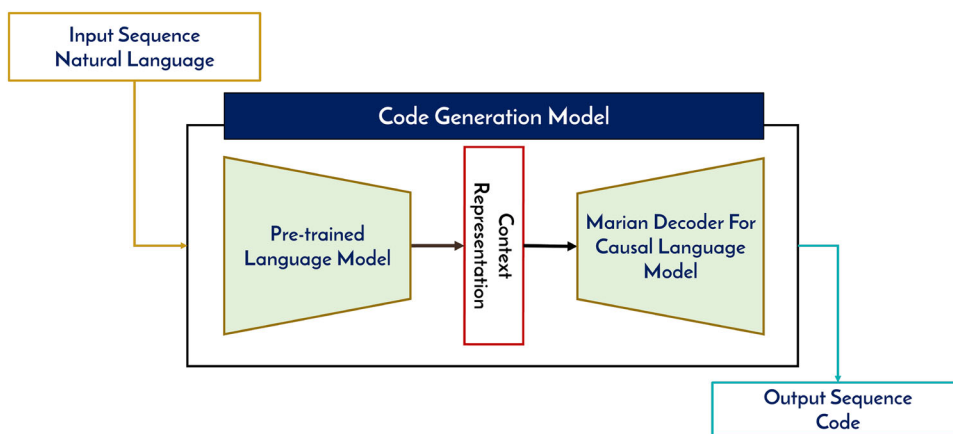 Input Sequence
Natural Language
Code Generation Model
Pre-trained
Language Model
Context
Representation
Marian Decoder For
Causal Language
Model
Output Sequence
Code